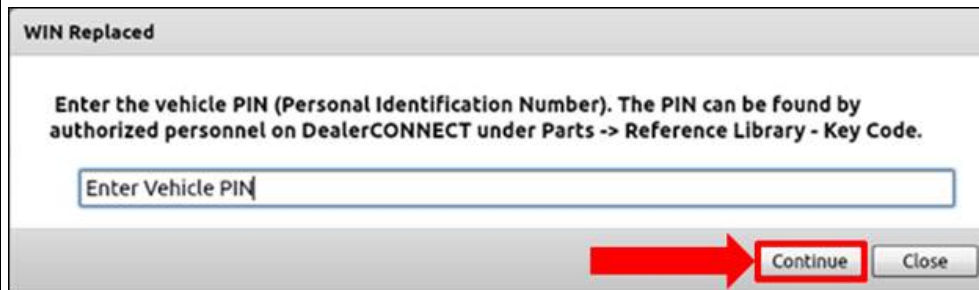 WIN Replaced
Enter the vehicle PIN (Personal Identification Number). The PIN can be found by
authorized personnel on DealerCONNECT under Parts -> Reference Library - Key Code.
Enter Vehicle PIN
Continue Close